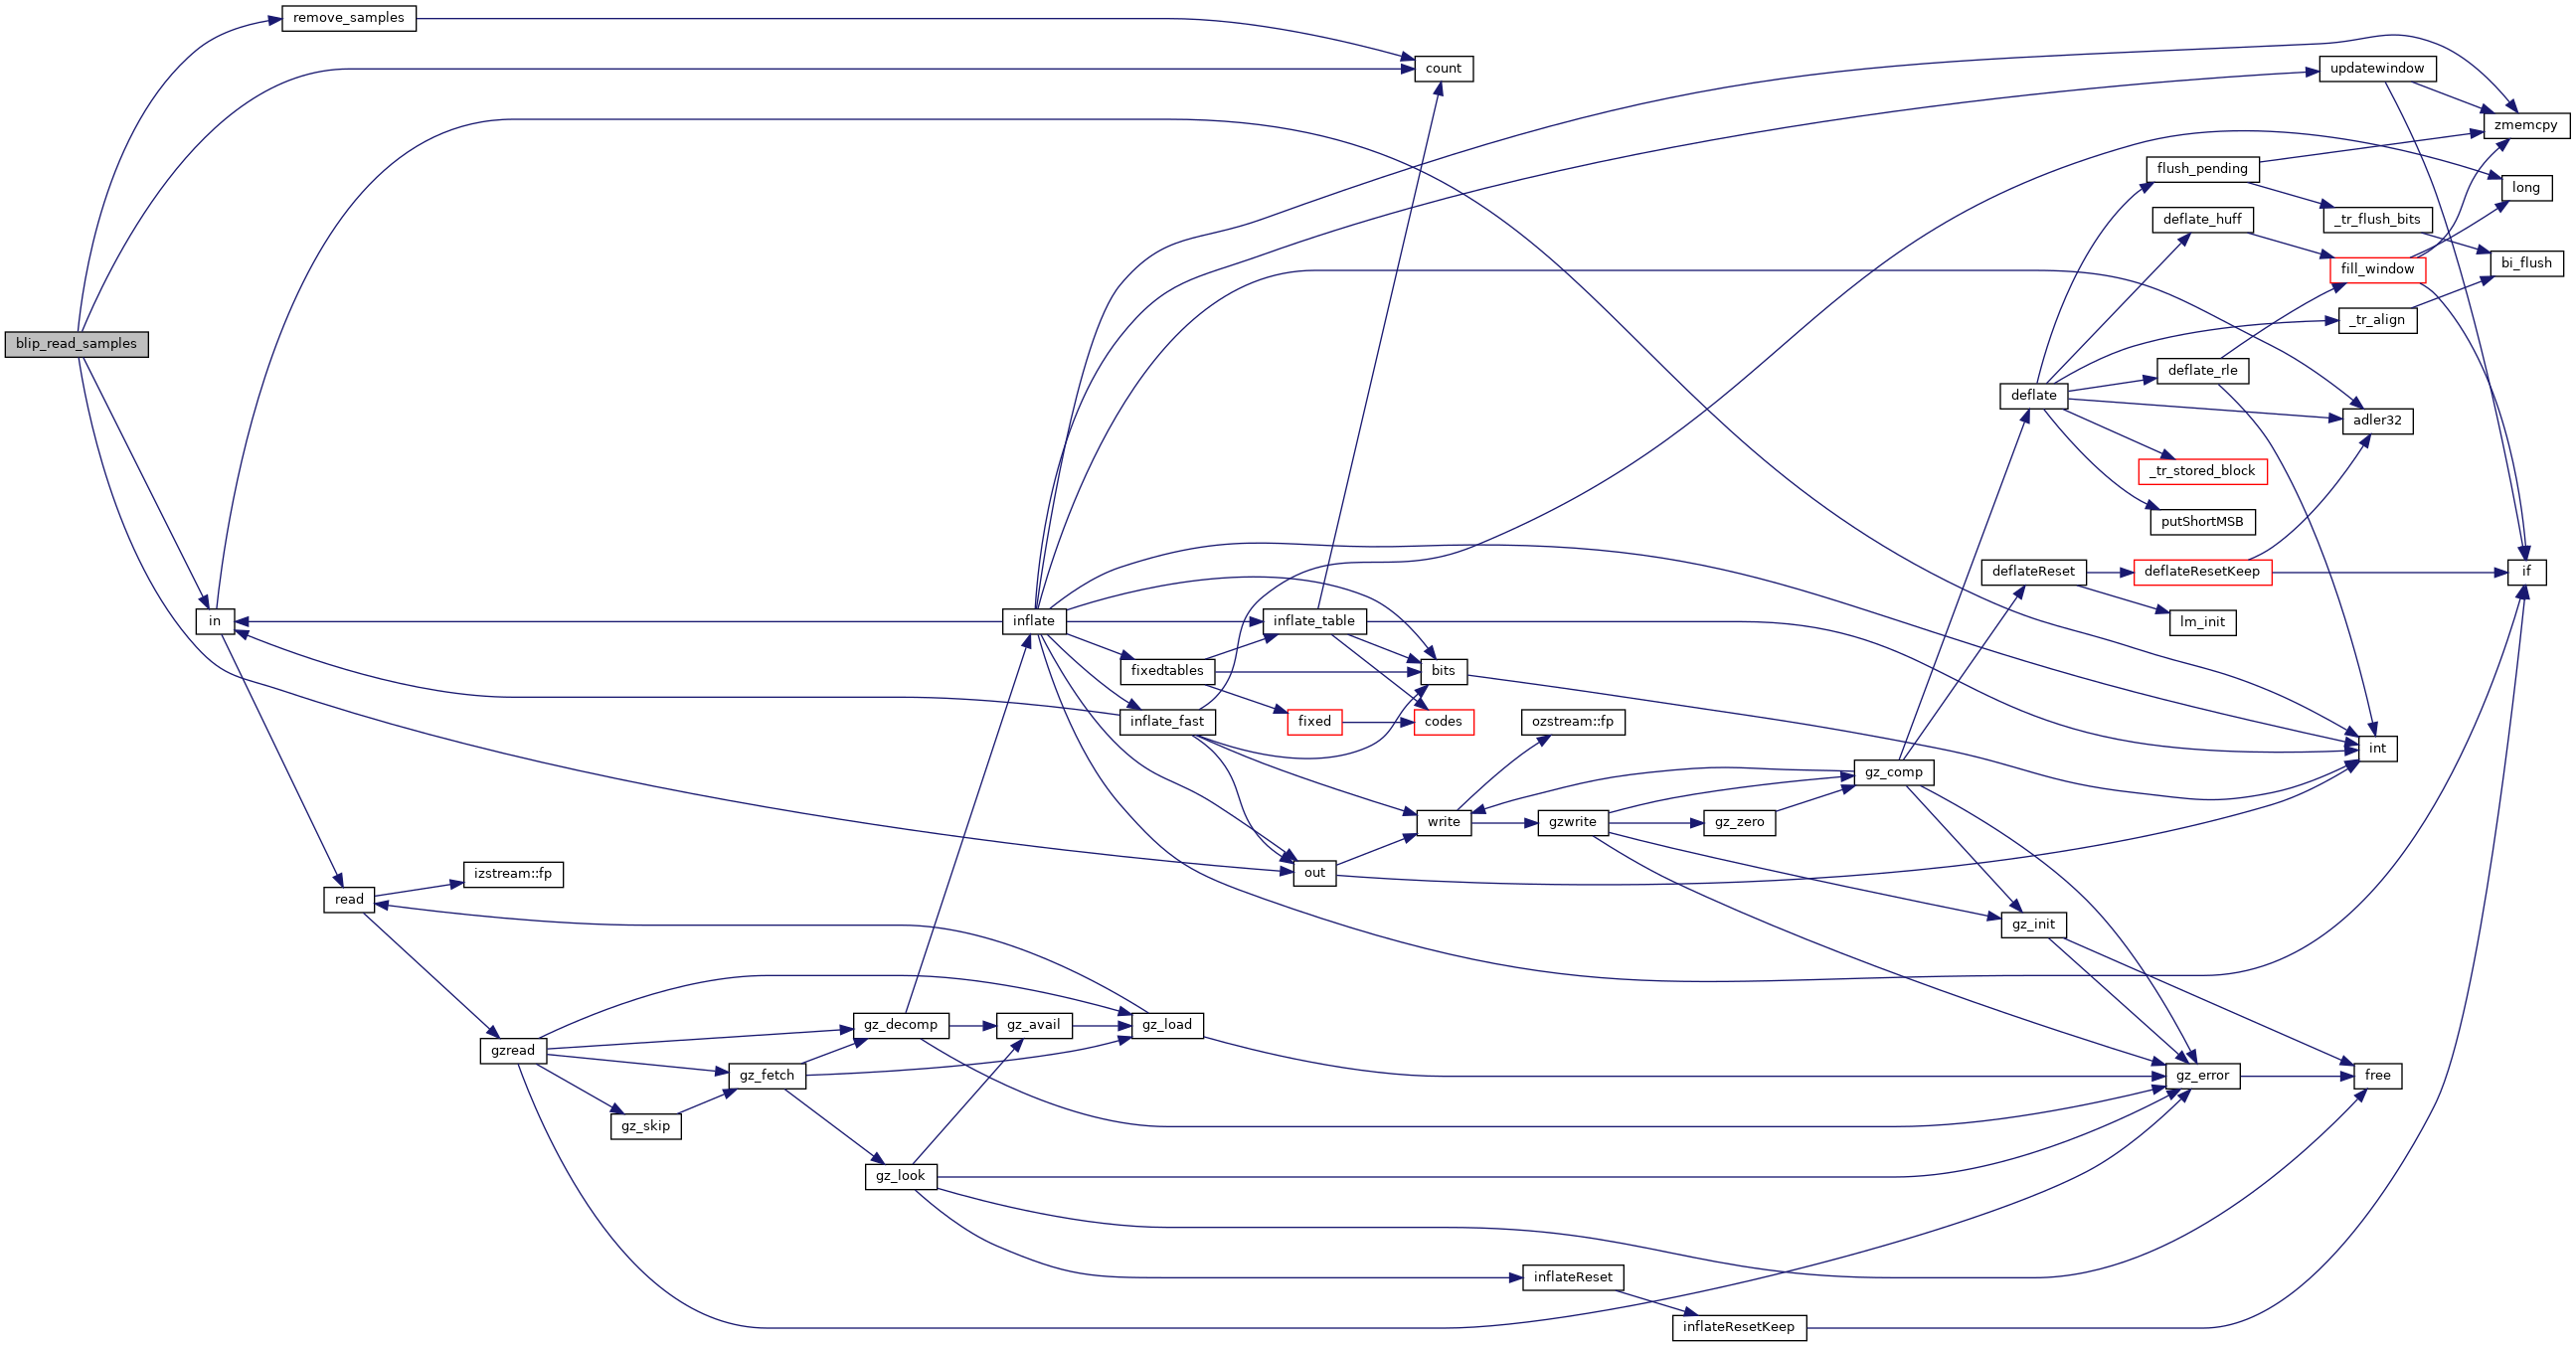 remove_samples
count
updatewindow
zmemcpy
flush_pending
long
deflate_huff
_tr_flush_bits
fill_window
bi_flush
_tr_align
blip_read_samples
deflate_rle
deflate
adler32
_tr_stored_block
putShortMSB
deflateReset
deflateResetKeep
if
in
inflate
inflate_table
lm_init
fixedtables
bits
inflate_fast
fixed
codes
ozstream::fp
int
gz_comp
write
gzwrite
gz_zero
izstream::fp
out
read
gz_init
gz_decomp
gz_avail
gz_load
gzread
gz_fetch
gz_error
free
gz_skip
gz_look
inflateReset
inflateResetKeep